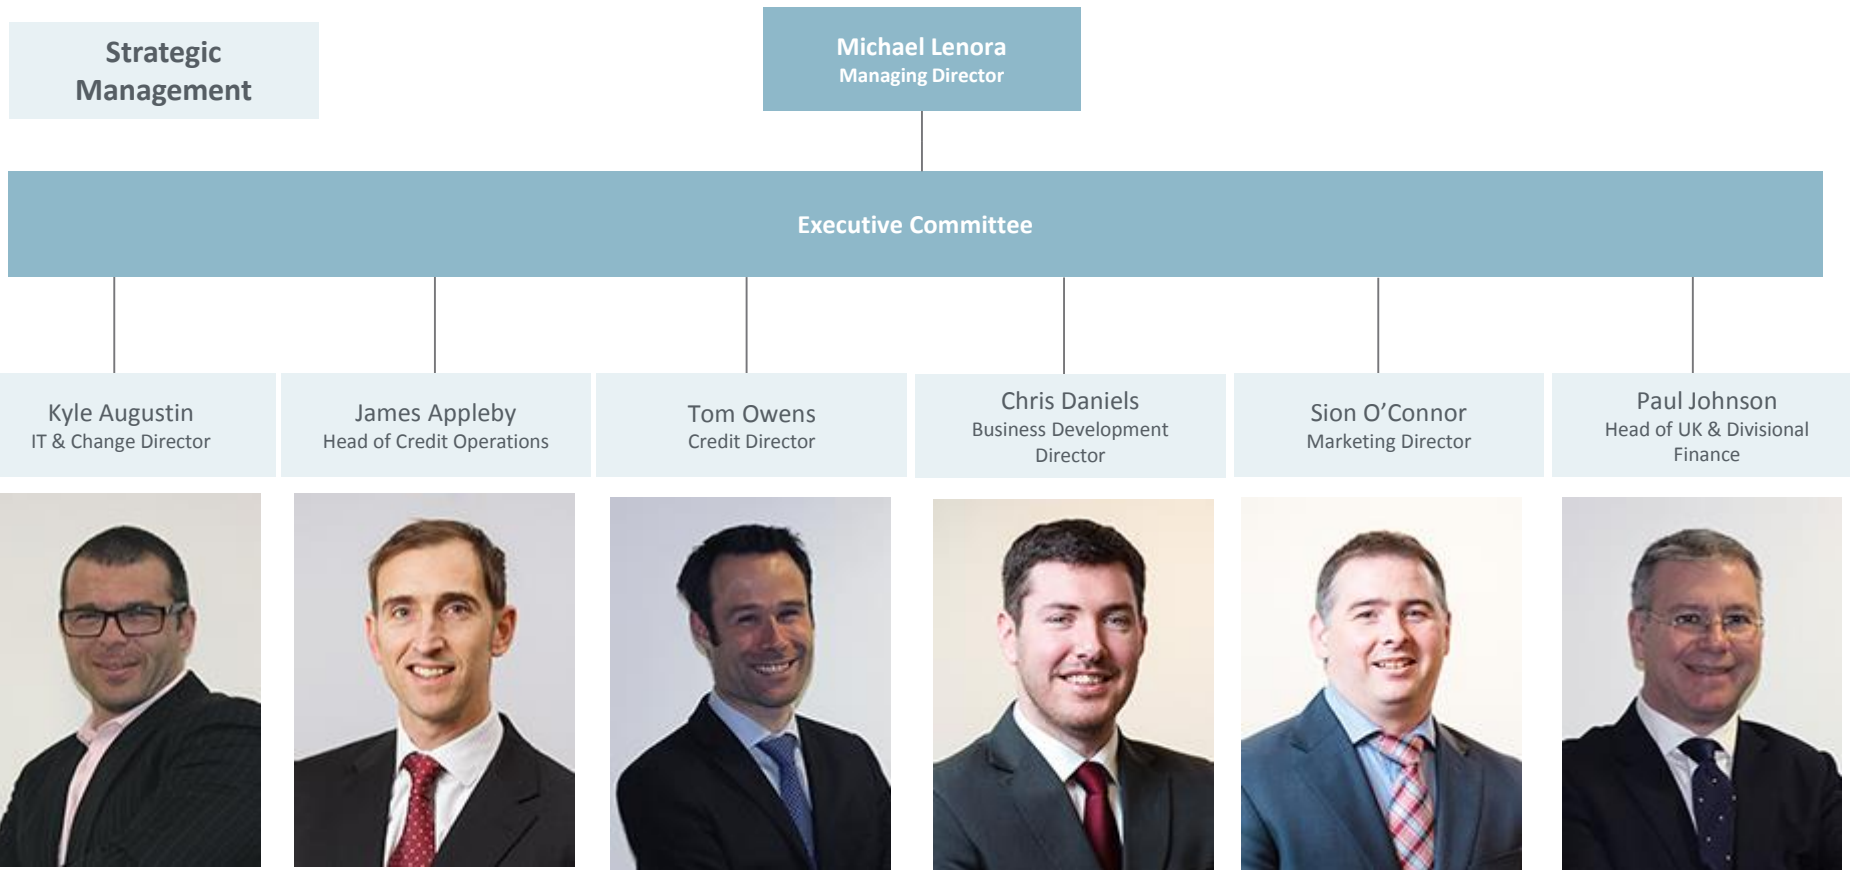 Strategic
Management
Michael Lenora
Managing Director
Executive Committee
Kyle Augustin
IT & Change Director
James Appleby
Head of Credit Operations
Tom Owens
Credit Director
Chris Daniels
Business Development
Director
Sion O’Connor
Marketing Director
Paul Johnson
Head of UK & Divisional
Finance